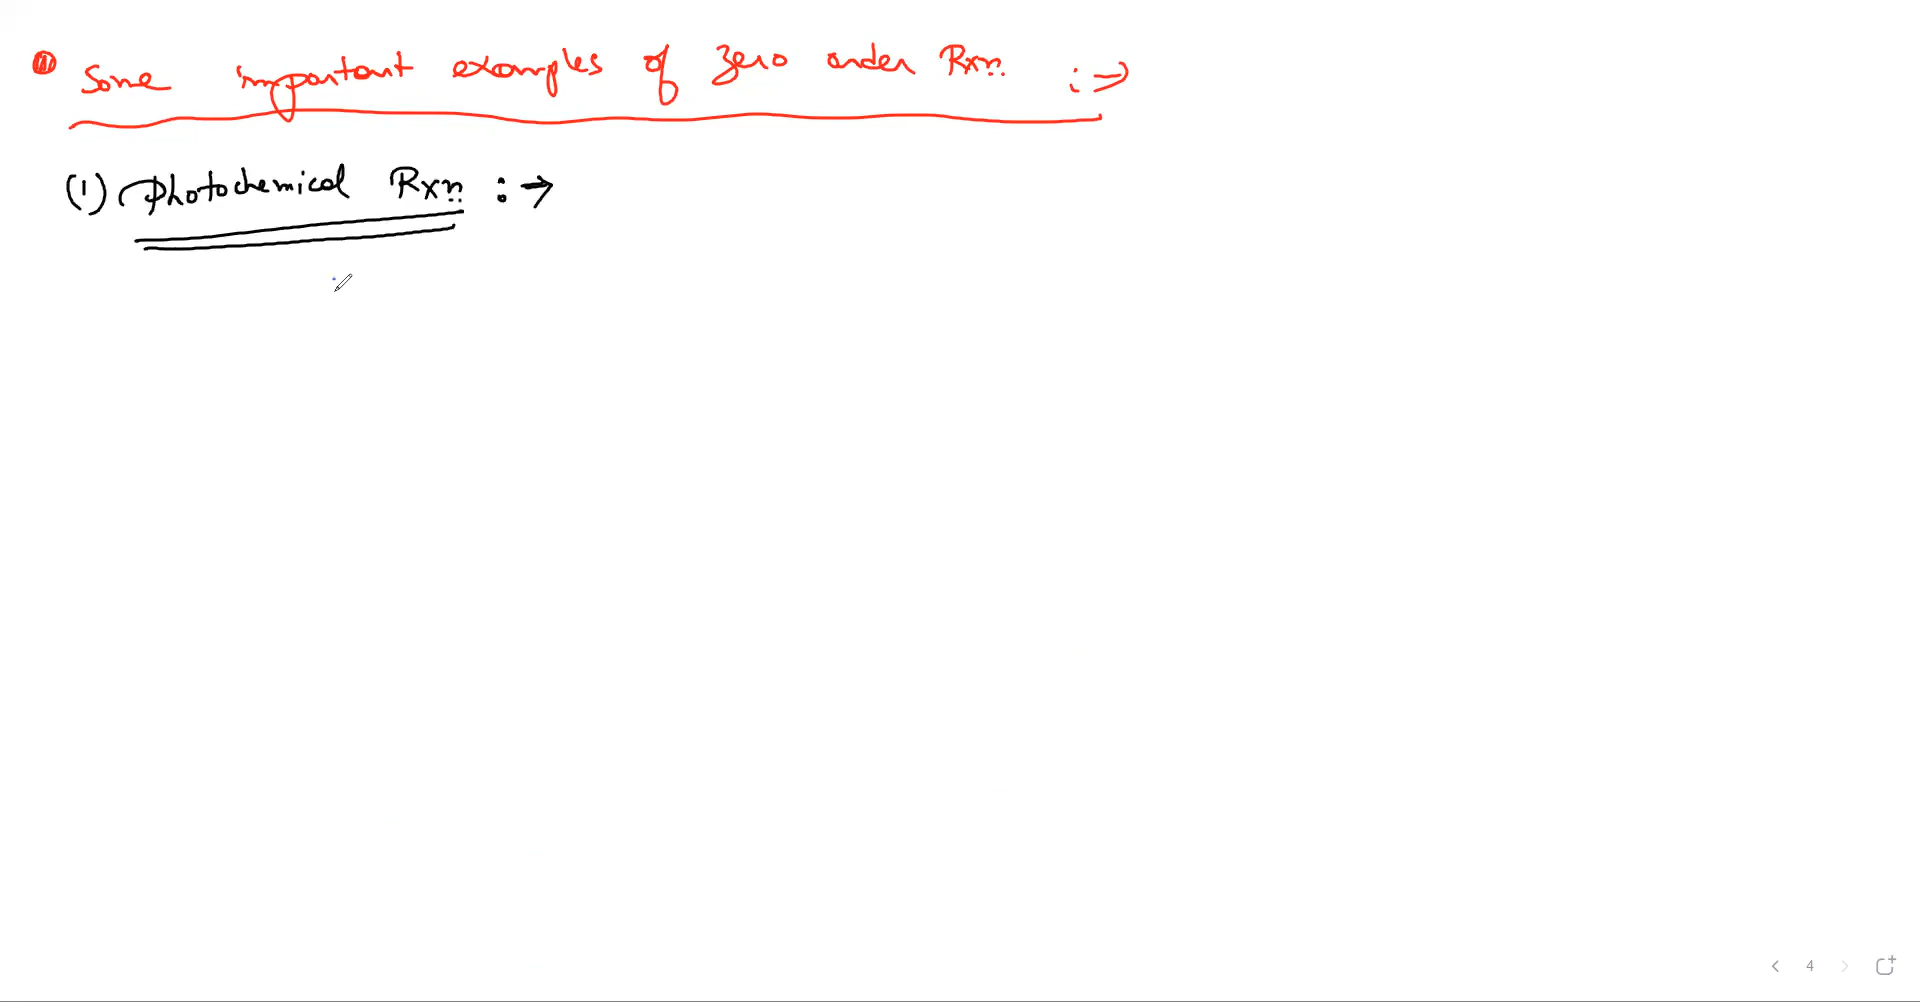 Some important examples of zero order Rxn :→
(1) Photochemical Rxn :→
4